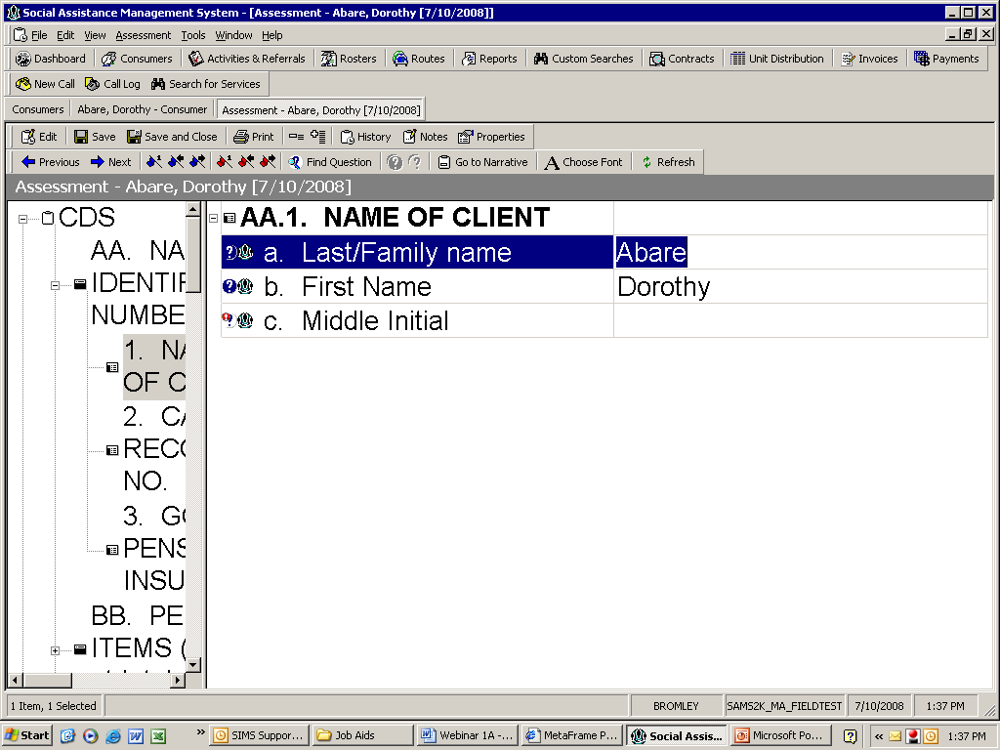 Social Assistance Management System - [Assessment - Abare, Dorothy [7/10/2008]]
File Edit View Assessment Tools Window Help
Dashboard Consumers Activities & Referrals Rosters Routes Reports Custom Searches Contracts Unit Distribution Invoices Payments
New Call Call Log Search for Services
Consumers Abare, Dorothy - Consumer Assessment - Abare, Dorothy [7/10/2008]
Edit Save Save and Close Print History Notes Properties
Previous Next Find Question Go to Narrative Choose Font Refresh
Assessment - Abare, Dorothy [7/10/2008]
CDS
AA. NA
IDENTIF
NUMBE
1. NA
OF C
2. CA
RECO
NO.
3. GO
PENS
INSU
BB. PE
ITEMS (
AA.1. NAME OF CLIENT
a. Last/Family name Abare
b. First Name Dorothy
c. Middle Initial
1 Item, 1 Selected BROMLEY SAMS2K_MA_FIELDTEST 7/10/2008 1:37 PM
Start SIMS Suppor... Job Aids Webinar 1A -... MetaFrame P... Social Assis... Microsoft Po... 1:37 PM